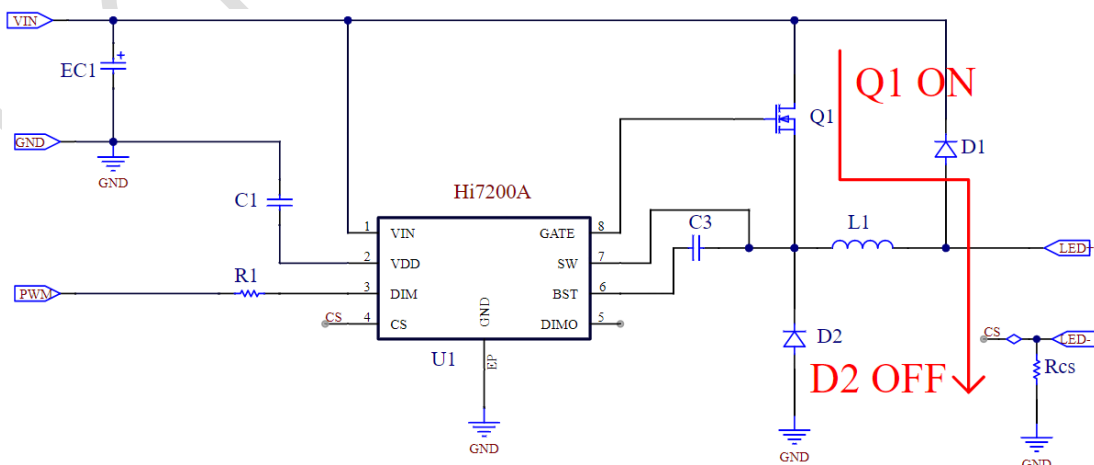 VIN
EC1
Q1 ON
Q1
GND
GND
D1
Hi7200A
C1
C3
L1
1 VIN GATE 8
2 VDD SW 7
LED+
R1
PWM
3 DIM BST 6
GND
CS 4 CS DIMO 5
CS
LED-
D2
U1
EP
D2 OFF
Rcs
GND
GND
GND